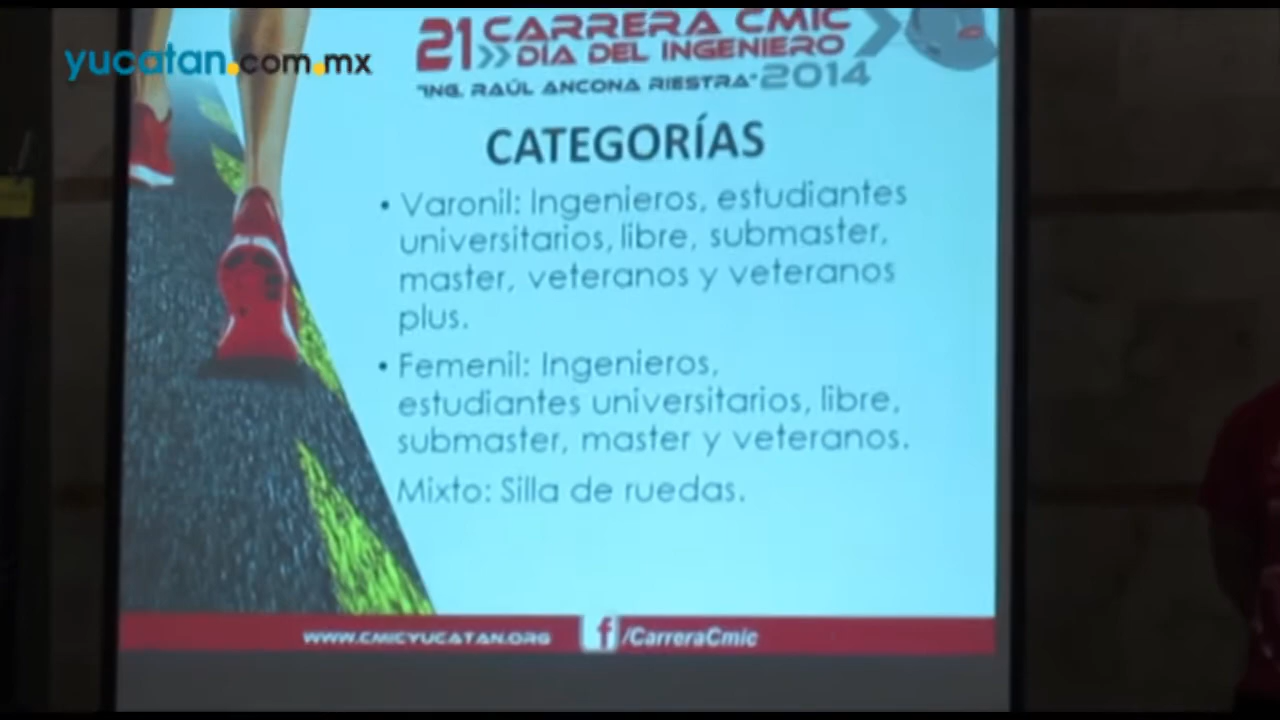 yucatan.com.mx
21 CARRERA CMIC
DÍA DEL INGENIERO
"ING. RAÚL ANCONA RIESTRA" 2014
CATEGORÍAS
• Varonil: Ingenieros, estudiantes
universitarios, libre, submaster,
master, veteranos y veteranos
plus.
• Femenil: Ingenieros,
estudiantes universitarios, libre,
submaster, master y veteranos.
Mixto: Silla de ruedas.
WWW.CMICYUCATAN.ORG f /CarreraCmic